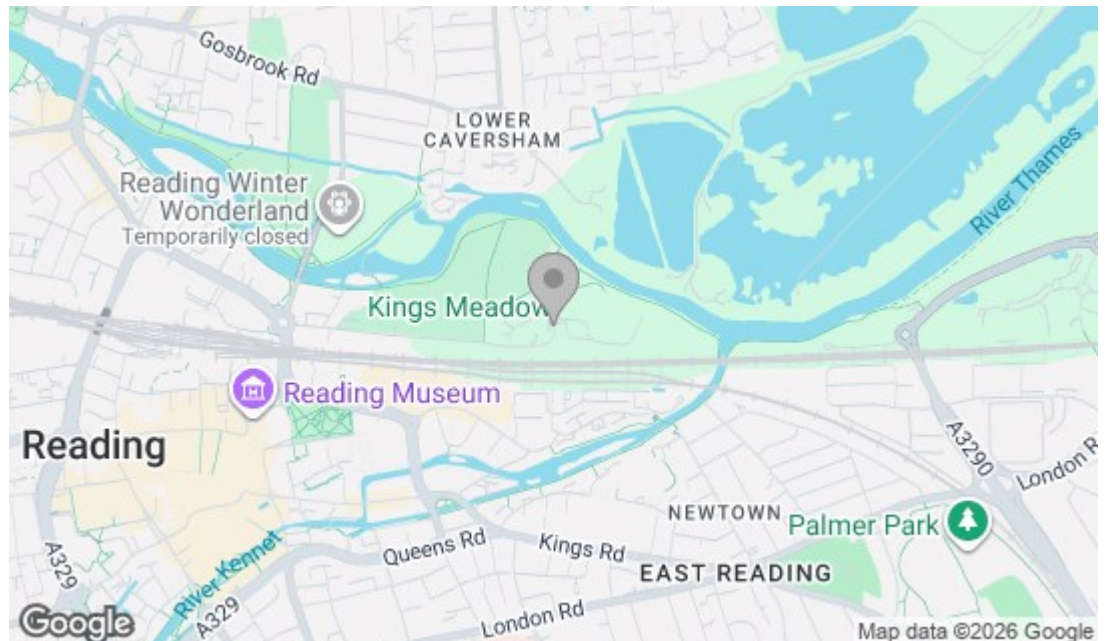 Gosbrook Rd
LOWER
CAVERSHAM
Reading Winter
Wonderland
Temporarily closed
River Thames
Kings Meadow
Reading Museum
Reading
A3290
London R
NEWTOWN
Palmer Park
Queens Rd
Kings Rd
EAST READING
River Kennet
A329
A329
London Rd
Google
Map data ©2026 Google